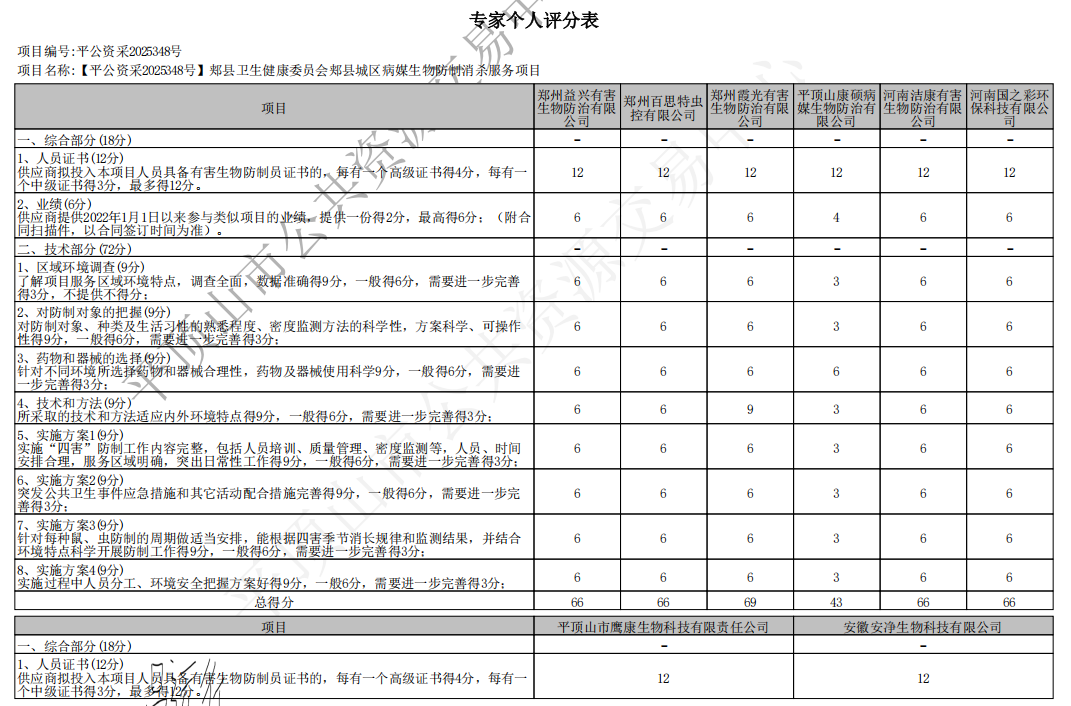 专家个人评分表
项目编号:平公资采2025348号
项目名称:【平公资采2025348号】郏县卫生健康委员会郏县城区病媒生物防制消杀服务项目
项目 郑州益兴有害生物防治有限公司 郑州百思特虫控有限公司 郑州霞光有害生物防治有限公司 平顶山康硕病媒生物防治有限公司 河南洁康有害生物防治有限公司 河南国之彩环保科技有限公司
一、综合部分(18分) - - - - - -
1、人员证书(12分)
供应商拟投入本项目人员具备有害生物防制员证书的，每有一个高级证书得4分，每有一
个中级证书得3分，最多得12分。 12 12 12 12 12 12
2、业绩(6分)
供应商提供2022年1月1日以来参与类似项目的业绩，提供一份得2分，最高得6分；（附合
同扫描件，以合同签订时间为准）。 6 6 6 4 6 6
二、技术部分(72分) - - - - - -
1、区域环境调查(9分)
了解项目服务区域环境特点，调查全面，数据准确得9分，一般得6分，需要进一步完善
得3分，不提供不得分； 6 6 6 3 6 6
2、对防制对象的把握(9分)
对防制对象、种类及生活习性的熟悉程度、密度监测方法的科学性，方案科学、可操作
性得9分，一般得6分，需要进一步完善得3分； 6 6 6 3 6 6
3、药物和器械的选择(9分)
针对不同环境所选择药物和器械合理性，药物及器械使用科学9分，一般得6分，需要进
一步完善得3分； 6 6 6 6 6 6
4、技术和方法(9分)
所采取的技术和方法适应内外环境特点得9分，一般得6分，需要进一步完善得3分； 6 6 9 3 6 6
5、实施方案1(9分)
实施“四害”防制工作内容完整，包括人员培训、质量管理、密度监测等，人员、时间
安排合理，服务区域明确，突出日常性工作得9分，一般得6分，需要进一步完善得3分； 6 6 6 3 6 6
6、实施方案2(9分)
突发公共卫生事件应急措施和其它活动配合措施完善得9分，一般得6分，需要进一步完
善得3分； 6 6 6 3 6 6
7、实施方案3(9分)
针对每种鼠、虫防制的周期做适当安排，能根据四害季节消长规律和监测结果，并结合
环境特点科学开展防制工作得9分，一般得6分，需要进一步完善得3分； 6 6 6 3 6 6
8、实施方案4(9分)
实施过程中人员分工、环境安全把握方案好得9分，一般6分，需要进一步完善得3分； 6 6 6 3 6 6
总得分 66 66 69 43 66 66
项目 平顶山市鹰康生物科技有限责任公司 安徽安净生物科技有限公司
一、综合部分(18分) - -
1、人员证书(12分)
供应商拟投入本项目人员具备有害生物防制员证书的，每有一个高级证书得4分，每有一
个中级证书得3分，最多得12分。 12 12
平顶山市公共资源交易中
平顶山市公共资源交易中心